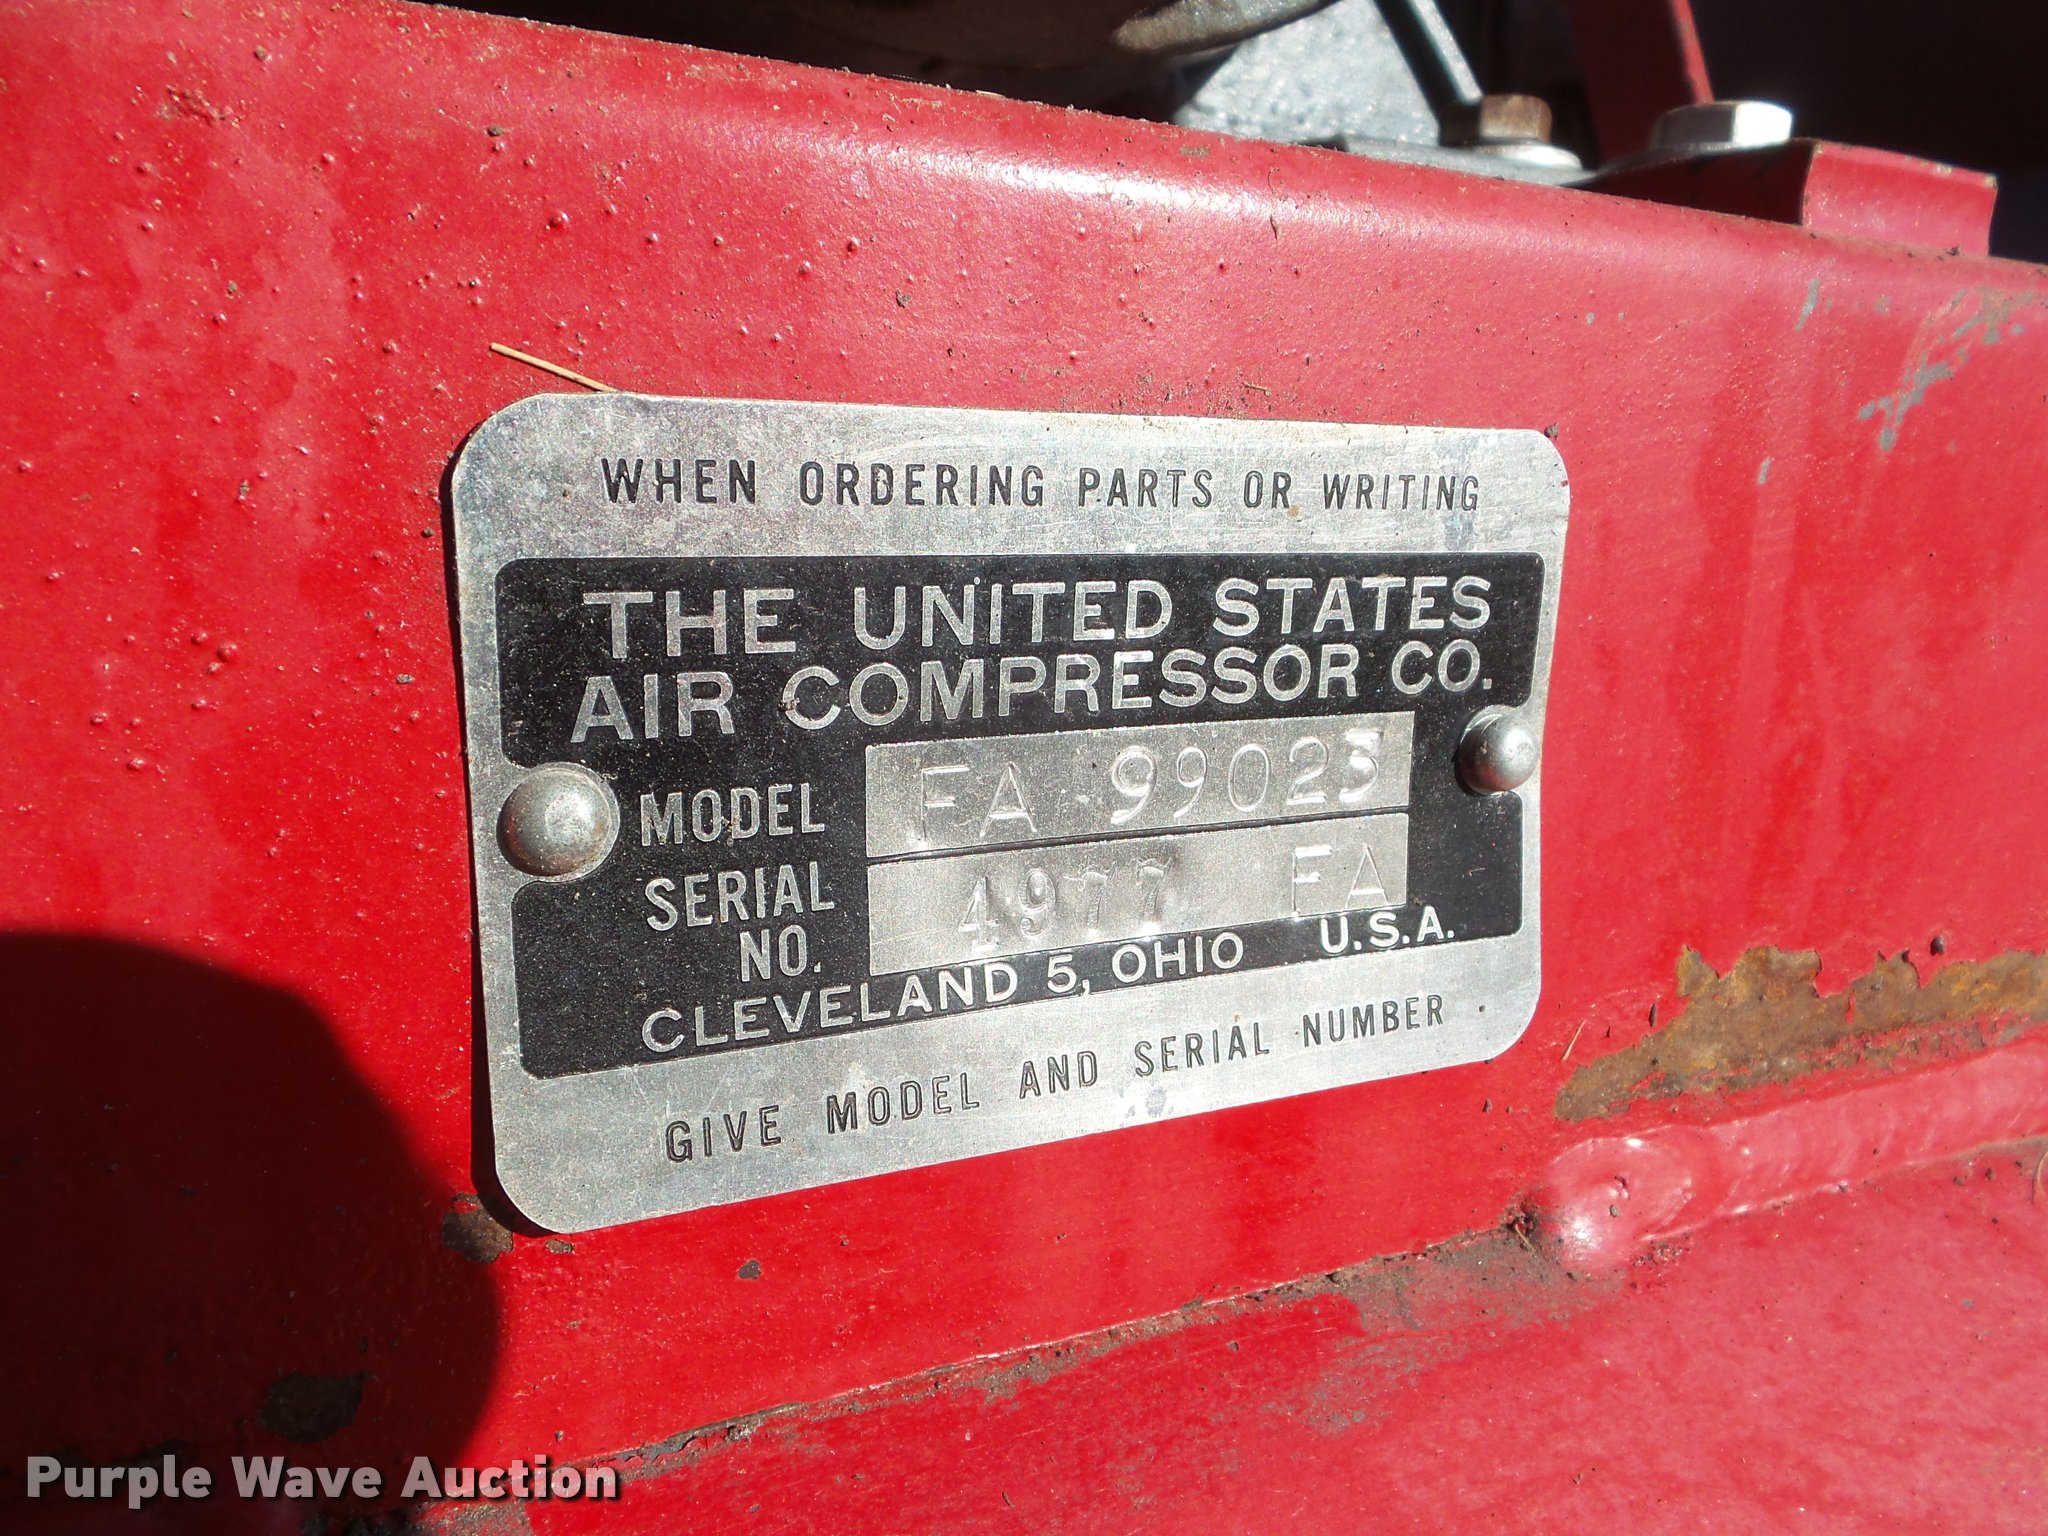 WHEN ORDERING PARTS OR WRITING
THE UNITED STATES
AIR COMPRESSOR CO.
MODEL FA 99023
SERIAL NO. 4977 FA
CLEVELAND 5, OHIO U.S.A.
GIVE MODEL AND SERIAL NUMBER.
Purple Wave Auction